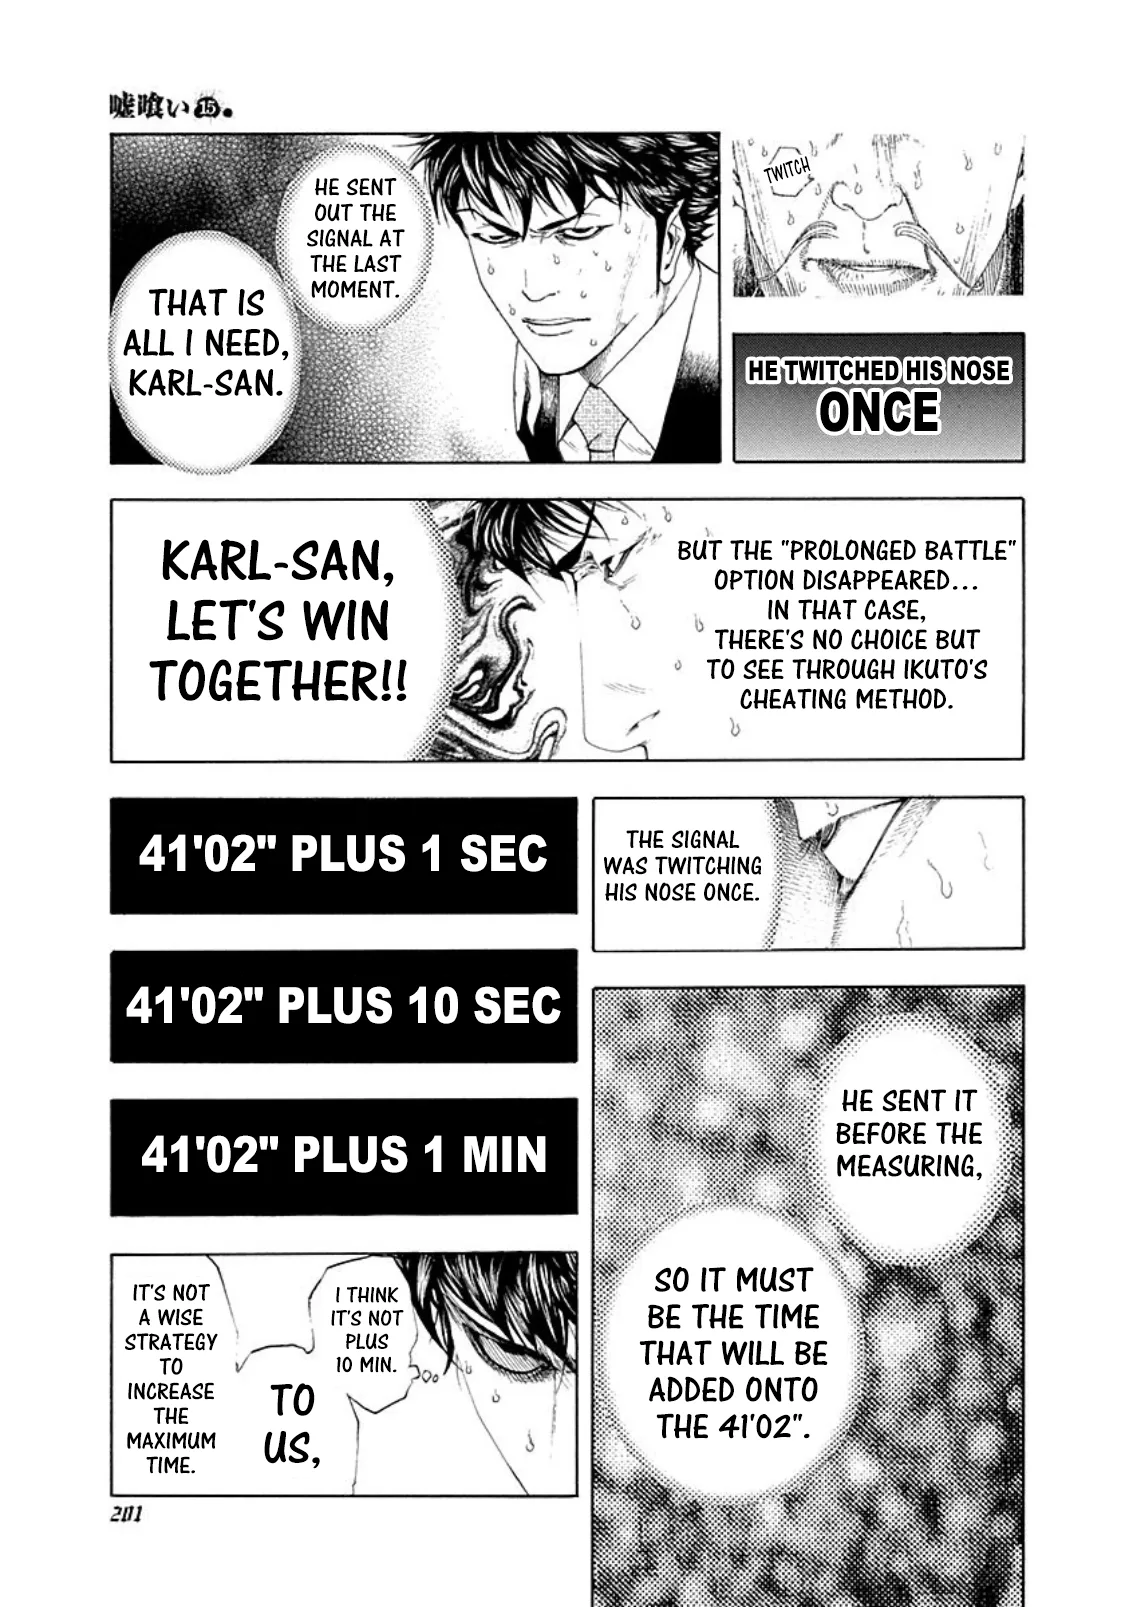 嘘喰い 15.
TWITCH
HE TWITCHED HIS NOSE
ONCE
HE SENT
OUT THE
SIGNAL AT
THE LAST
MOMENT.
THAT IS
ALL I NEED,
KARL-SAN.
BUT THE "PROLONGED BATTLE"
OPTION DISAPPEARED...
IN THAT CASE,
THERE'S NO CHOICE BUT
TO SEE THROUGH IKUTO'S
CHEATING METHOD.
KARL-SAN,
LET'S WIN
TOGETHER!!
THE SIGNAL
WAS TWITCHING
HIS NOSE ONCE.
HE SENT IT
BEFORE THE
MEASURING,
SO IT MUST
BE THE TIME
THAT WILL BE
ADDED ONTO
THE 41'02".
41'02" PLUS 1 SEC
41'02" PLUS 10 SEC
41'02" PLUS 1 MIN
I THINK
IT'S NOT
PLUS
10 MIN.
TO
US,
IT'S NOT
A WISE
STRATEGY
TO
INCREASE
THE
MAXIMUM
TIME.
201